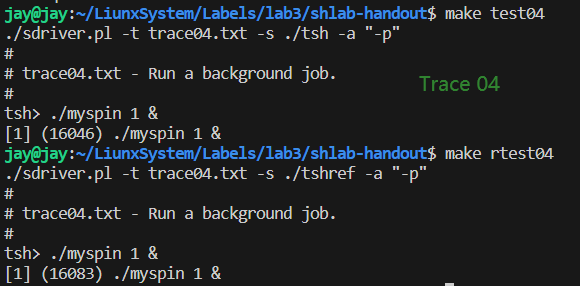 jay@jay:~/LiunxSystem/Labels/lab3/shlab-handout$ make test04
./sdriver.pl -t trace04.txt -s ./tsh -a "-p"
#
# trace04.txt - Run a background job.
#
tsh> ./myspin 1 &
[1] (16046) ./myspin 1 &
Trace 04
jay@jay:~/LiunxSystem/Labels/lab3/shlab-handout$ make rtest04
./sdriver.pl -t trace04.txt -s ./tshref -a "-p"
#
# trace04.txt - Run a background job.
#
tsh> ./myspin 1 &
[1] (16083) ./myspin 1 &